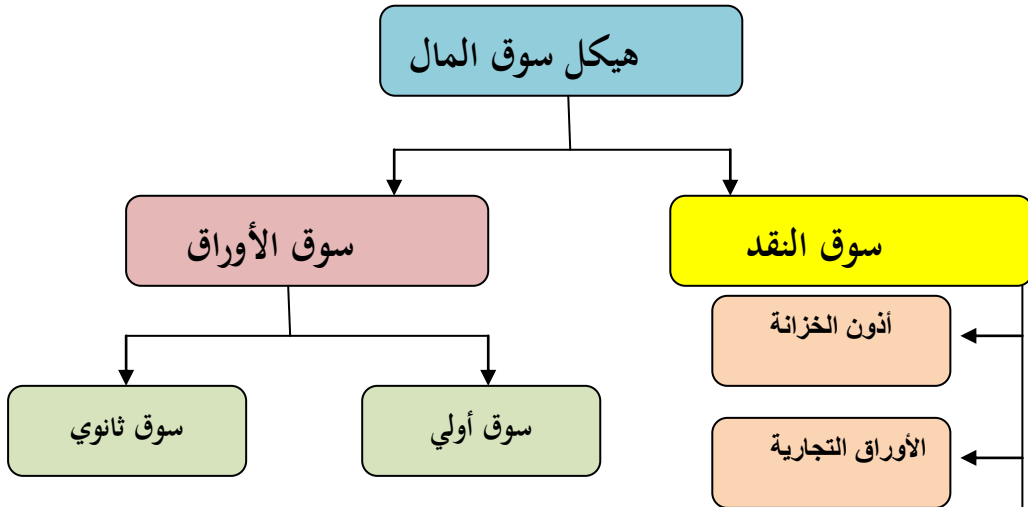 هيكل سوق المال
سوق النقد
سوق الأوراق
أذون الخزانة
سوق أولي
سوق ثانوي
الأوراق التجارية